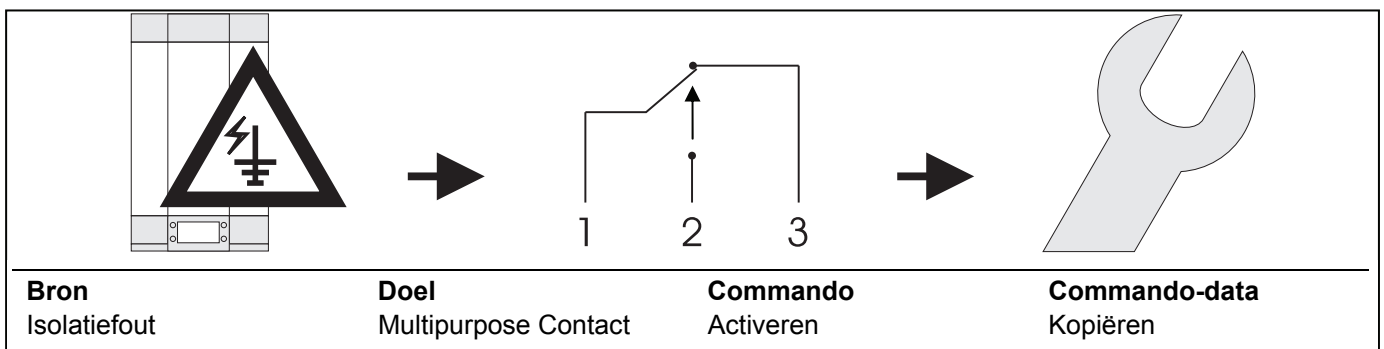 1 2 3
Bron Doel Commando Commando-data
Isolatiefout Multipurpose Contact Activeren Kopiëren